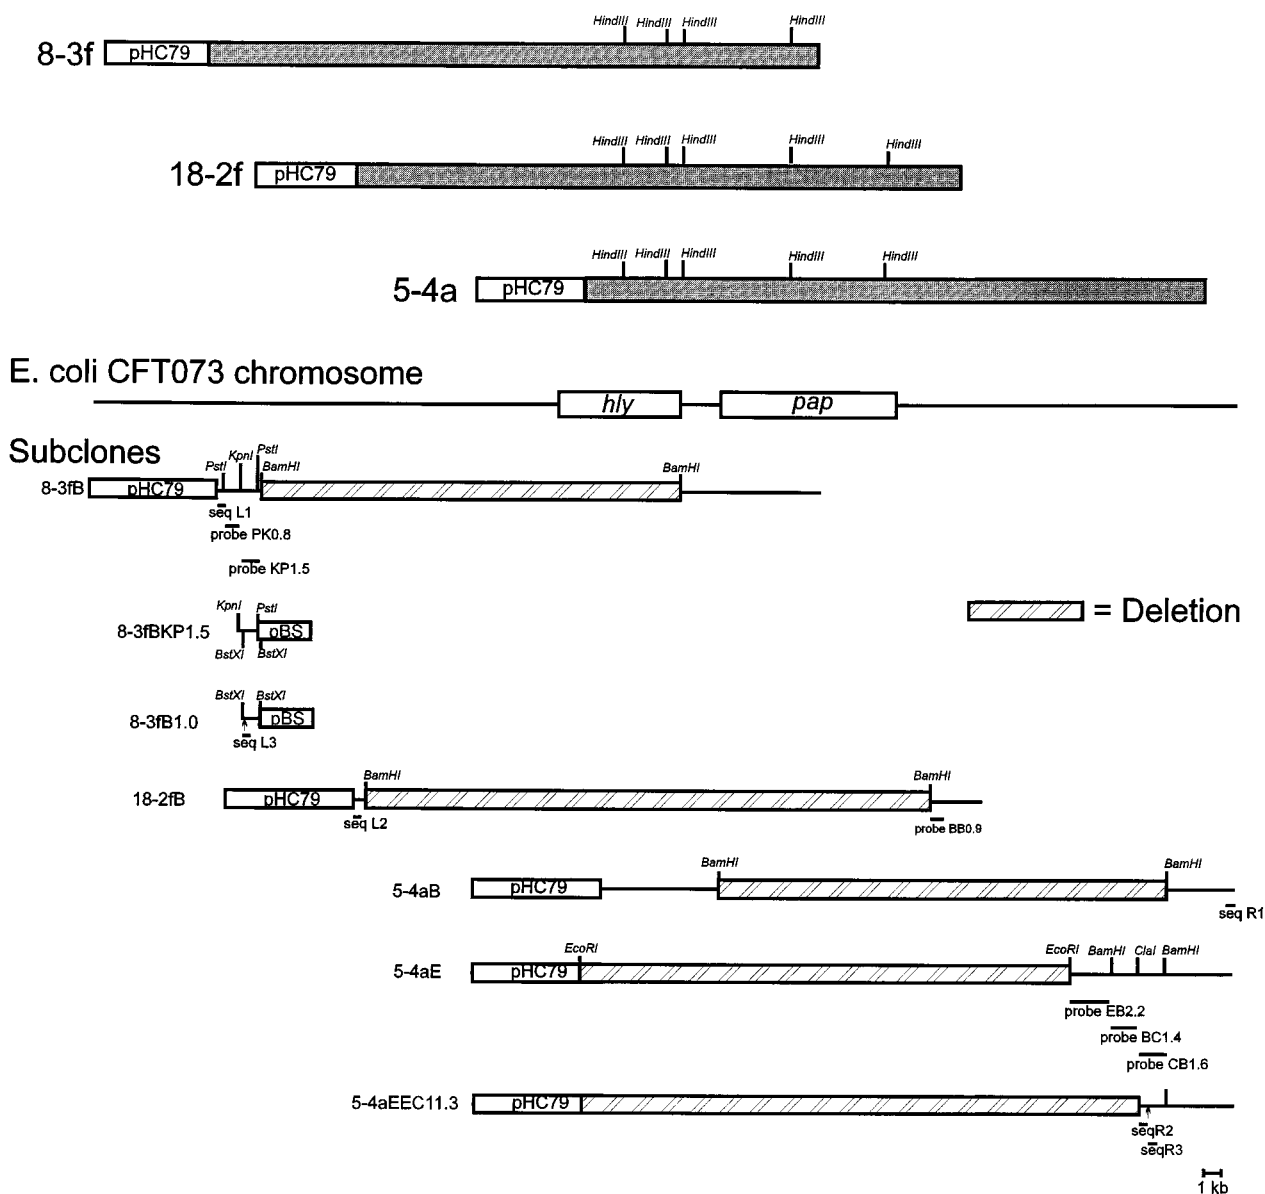 HindIII HindIII HindIII HindIII
8-3f pHC79
HindIII HindIII HindIII HindIII HindIII
18-2f pHC79
HindIII HindIII HindIII HindIII HindIII
5-4a pHC79
E. coli CFT073 chromosome
hly pap
Subclones
PstI KpnI PstI BamHI BamHI
8-3fB pHC79
seq L1
probe PK0.8
probe KP1.5
KpnI PstI
8-3fBKP1.5 pBS
BstXI BstXI
= Deletion
BstXI BstXI
8-3fB1.0 pBS
seq L3
BamHI BamHI
18-2fB pHC79
seq L2 probe BB0.9
BamHI BamHI
5-4aB pHC79
seq R1
EcoRI EcoRI BamHI ClaI BamHI
5-4aE pHC79
probe EB2.2
probe BC1.4
probe CB1.6
5-4aEEC11.3 pHC79
seqR2
seqR3
1 kb